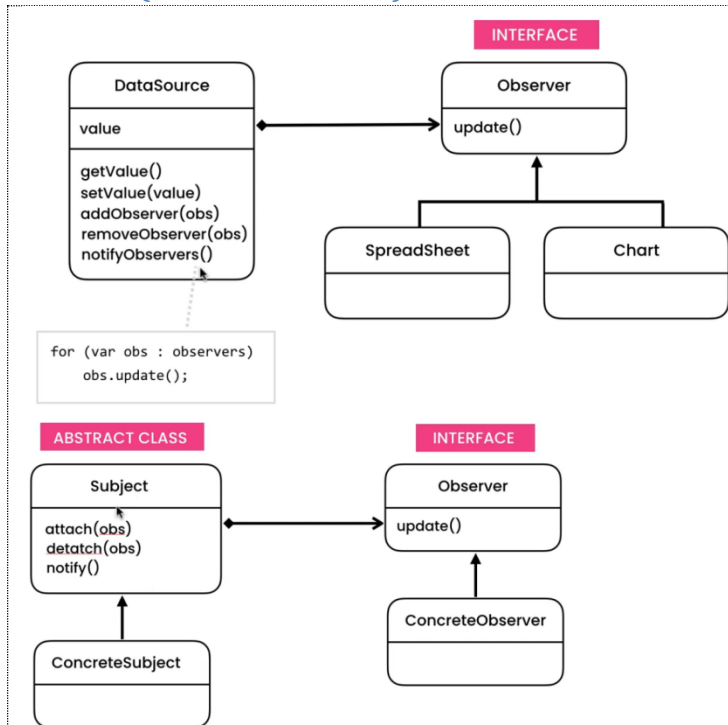 INTERFACE
DataSource
value
getValue()
setValue(value)
addObserver(obs)
removeObserver(obs)
notifyObservers()
Observer
update()
SpreadSheet
Chart
for (var obs : observers)
obs.update();
ABSTRACT CLASS
INTERFACE
Subject
attach(obs)
detatch(obs)
notify()
Observer
update()
ConcreteSubject
ConcreteObserver